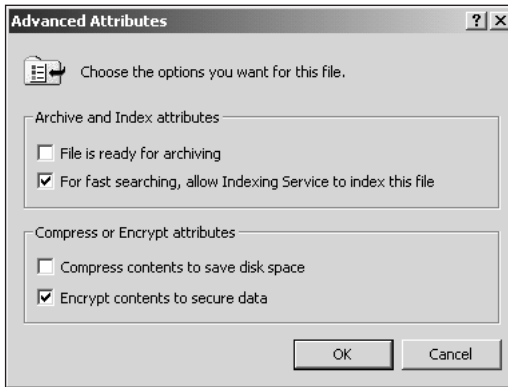 Advanced Attributes
Choose the options you want for this file.
Archive and Index attributes
File is ready for archiving
For fast searching, allow Indexing Service to index this file
Compress or Encrypt attributes
Compress contents to save disk space
Encrypt contents to secure data
OK Cancel